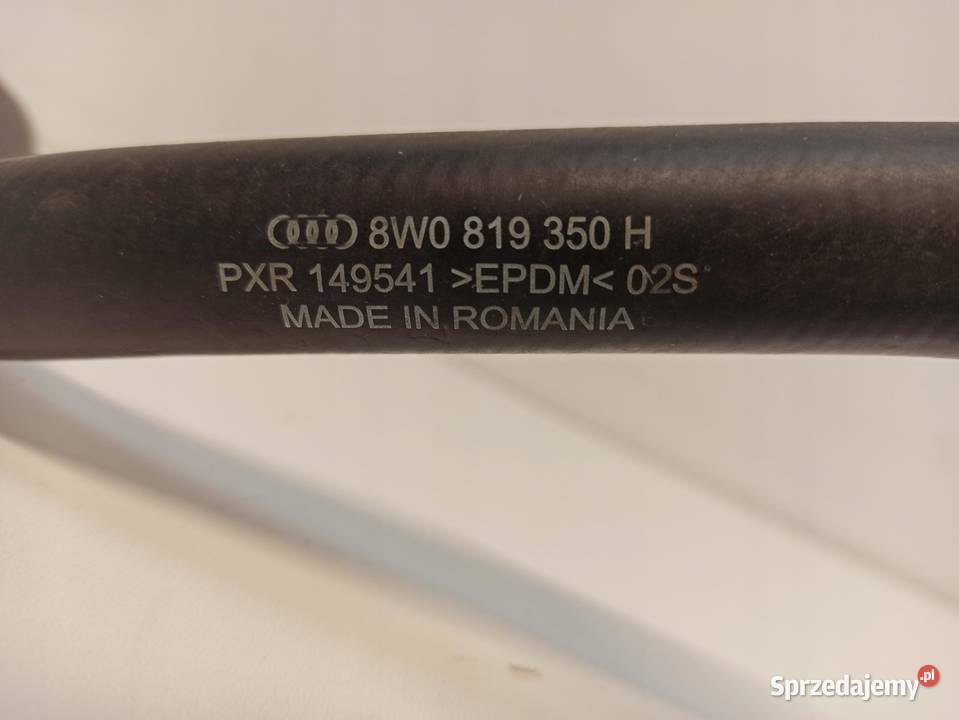 8W0 819 350 H
PXR 149541 >EPDM< 02S
MADE IN ROMANIA
Sprzedajemy.pl